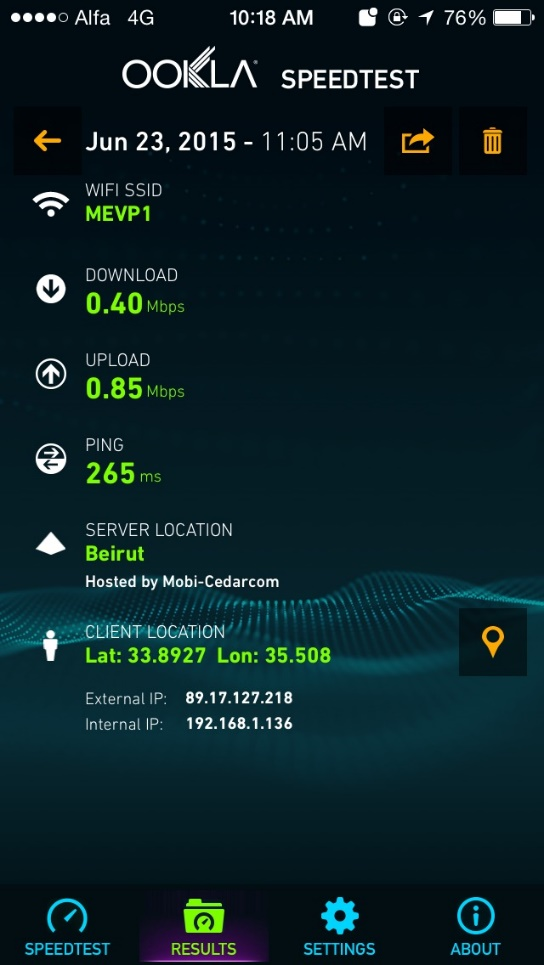 Alfa 4G 10:18 AM 76%
OOKLA SPEEDTEST
Jun 23, 2015 - 11:05 AM
WIFI SSID
MEVP1
DOWNLOAD
0.40 Mbps
UPLOAD
0.85 Mbps
PING
265 ms
SERVER LOCATION
Beirut
Hosted by Mobi-Cedarcom
CLIENT LOCATION
Lat: 33.8927 Lon: 35.508
External IP: 89.17.127.218
Internal IP: 192.168.1.136
SPEEDTEST RESULTS SETTINGS ABOUT